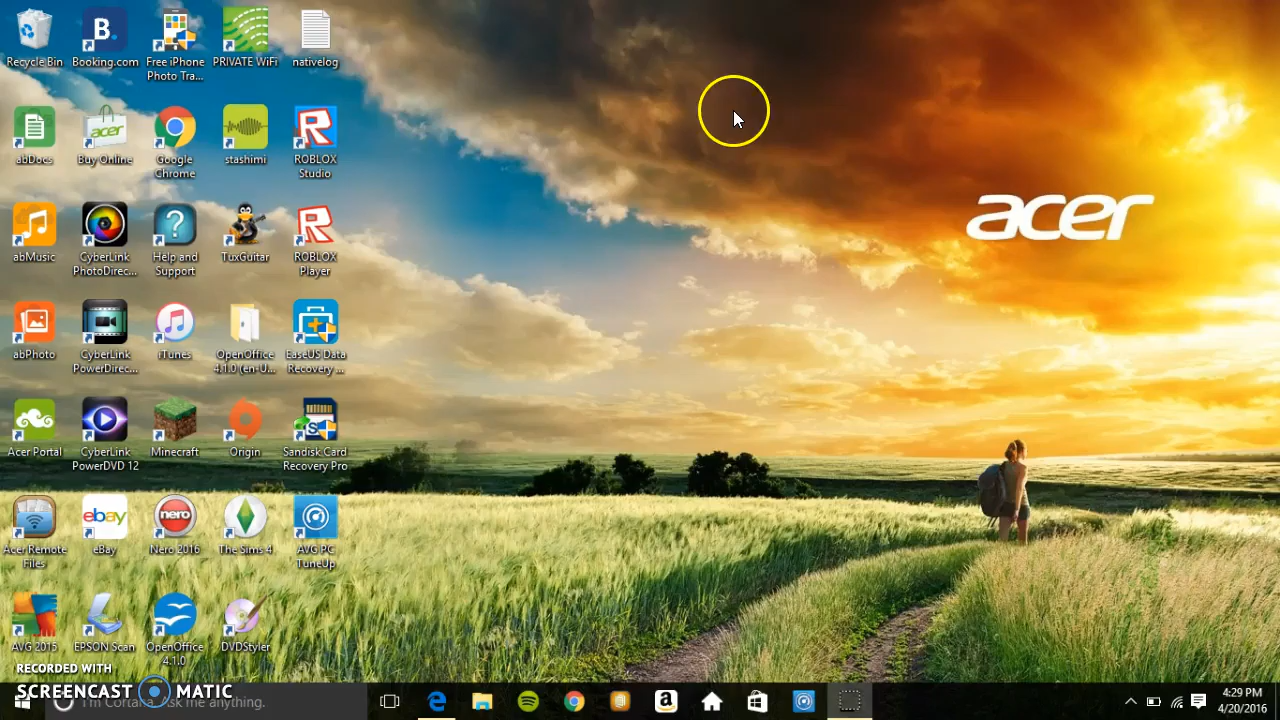 Recycle Bin
Booking.com
Free iPhone
Photo Tra...
PRIVATE WiFi
nativelog
abDocs
acer
Buy Online
Google
Chrome
stashimi
ROBLOX
Studio
abMusic
CyberLink
PhotoDirec...
Help and
Support
TuxGuitar
ROBLOX
Player
abPhoto
CyberLink
PowerDirec...
iTunes
OpenOffice
4.1.0 (en-U...
EaseUS Data
Recovery ...
Acer Portal
CyberLink
PowerDVD 12
Minecraft
Origin
Sandisk Card
Recovery Pro
Acer Remote
Files
ebay
eBay
nero
Nero 2016
The Sims 4
AVG PC
TuneUp
AVG 2015
EPSON Scan
OpenOffice
4.1.0
DVDStyler
acer
RECORDED WITH
SCREENCAST MATIC
I'm Cortana. Ask me anything.
4:29 PM
4/20/2016